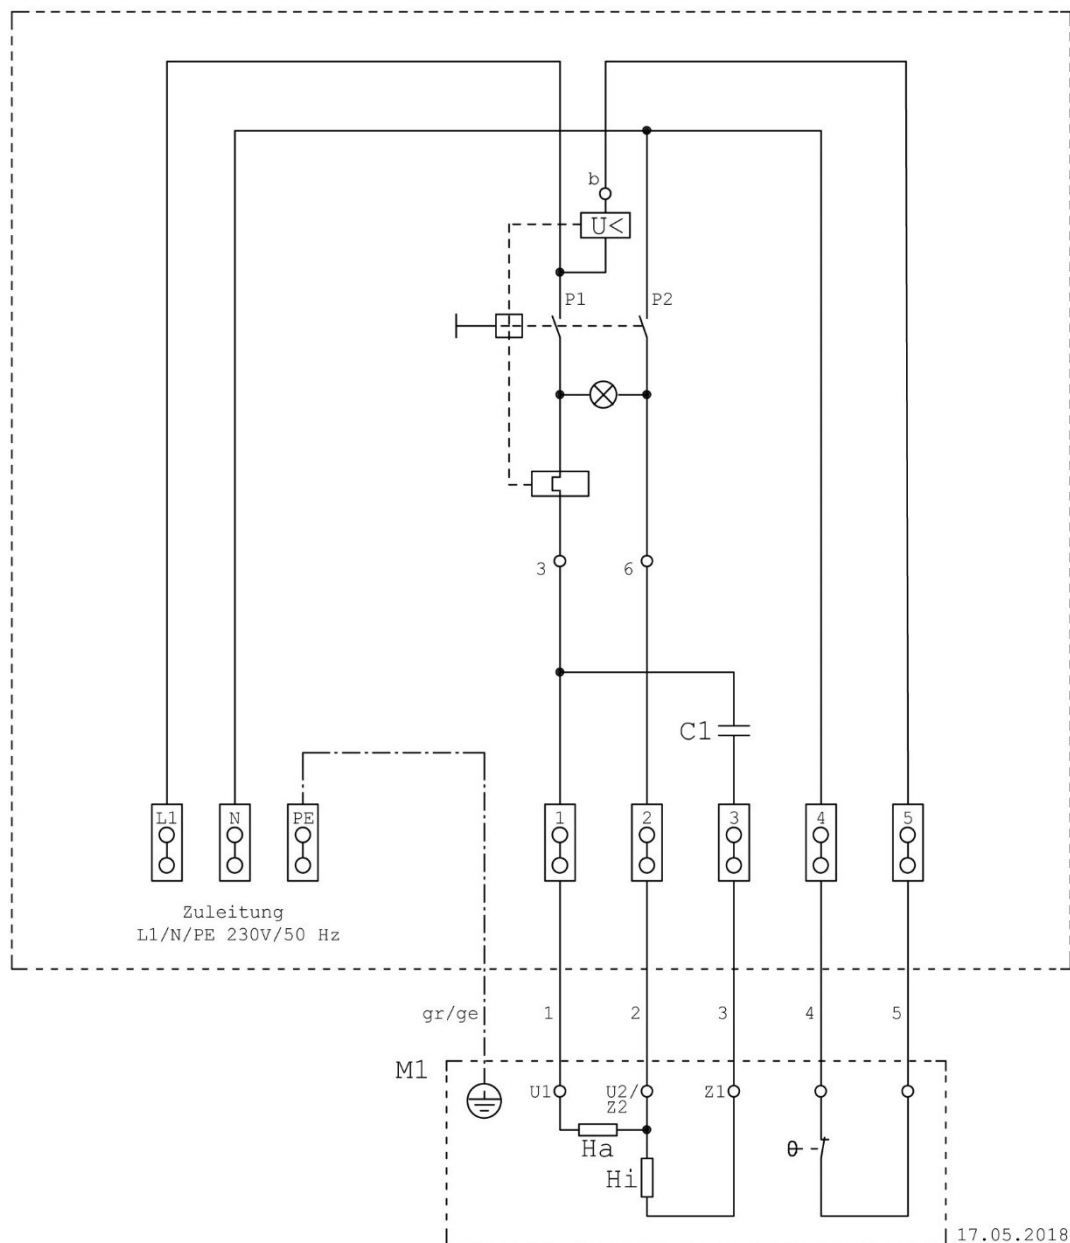 b
U<
P1
P2
3
6
C1
L1
N
PE
1
2
3
4
5
Zuleitung
L1/N/PE 230V/50 Hz
gr/ge
1
2
3
4
5
M1
U1
U2/
Z2
Z1
Ha
Hi
θ
17.05.2018